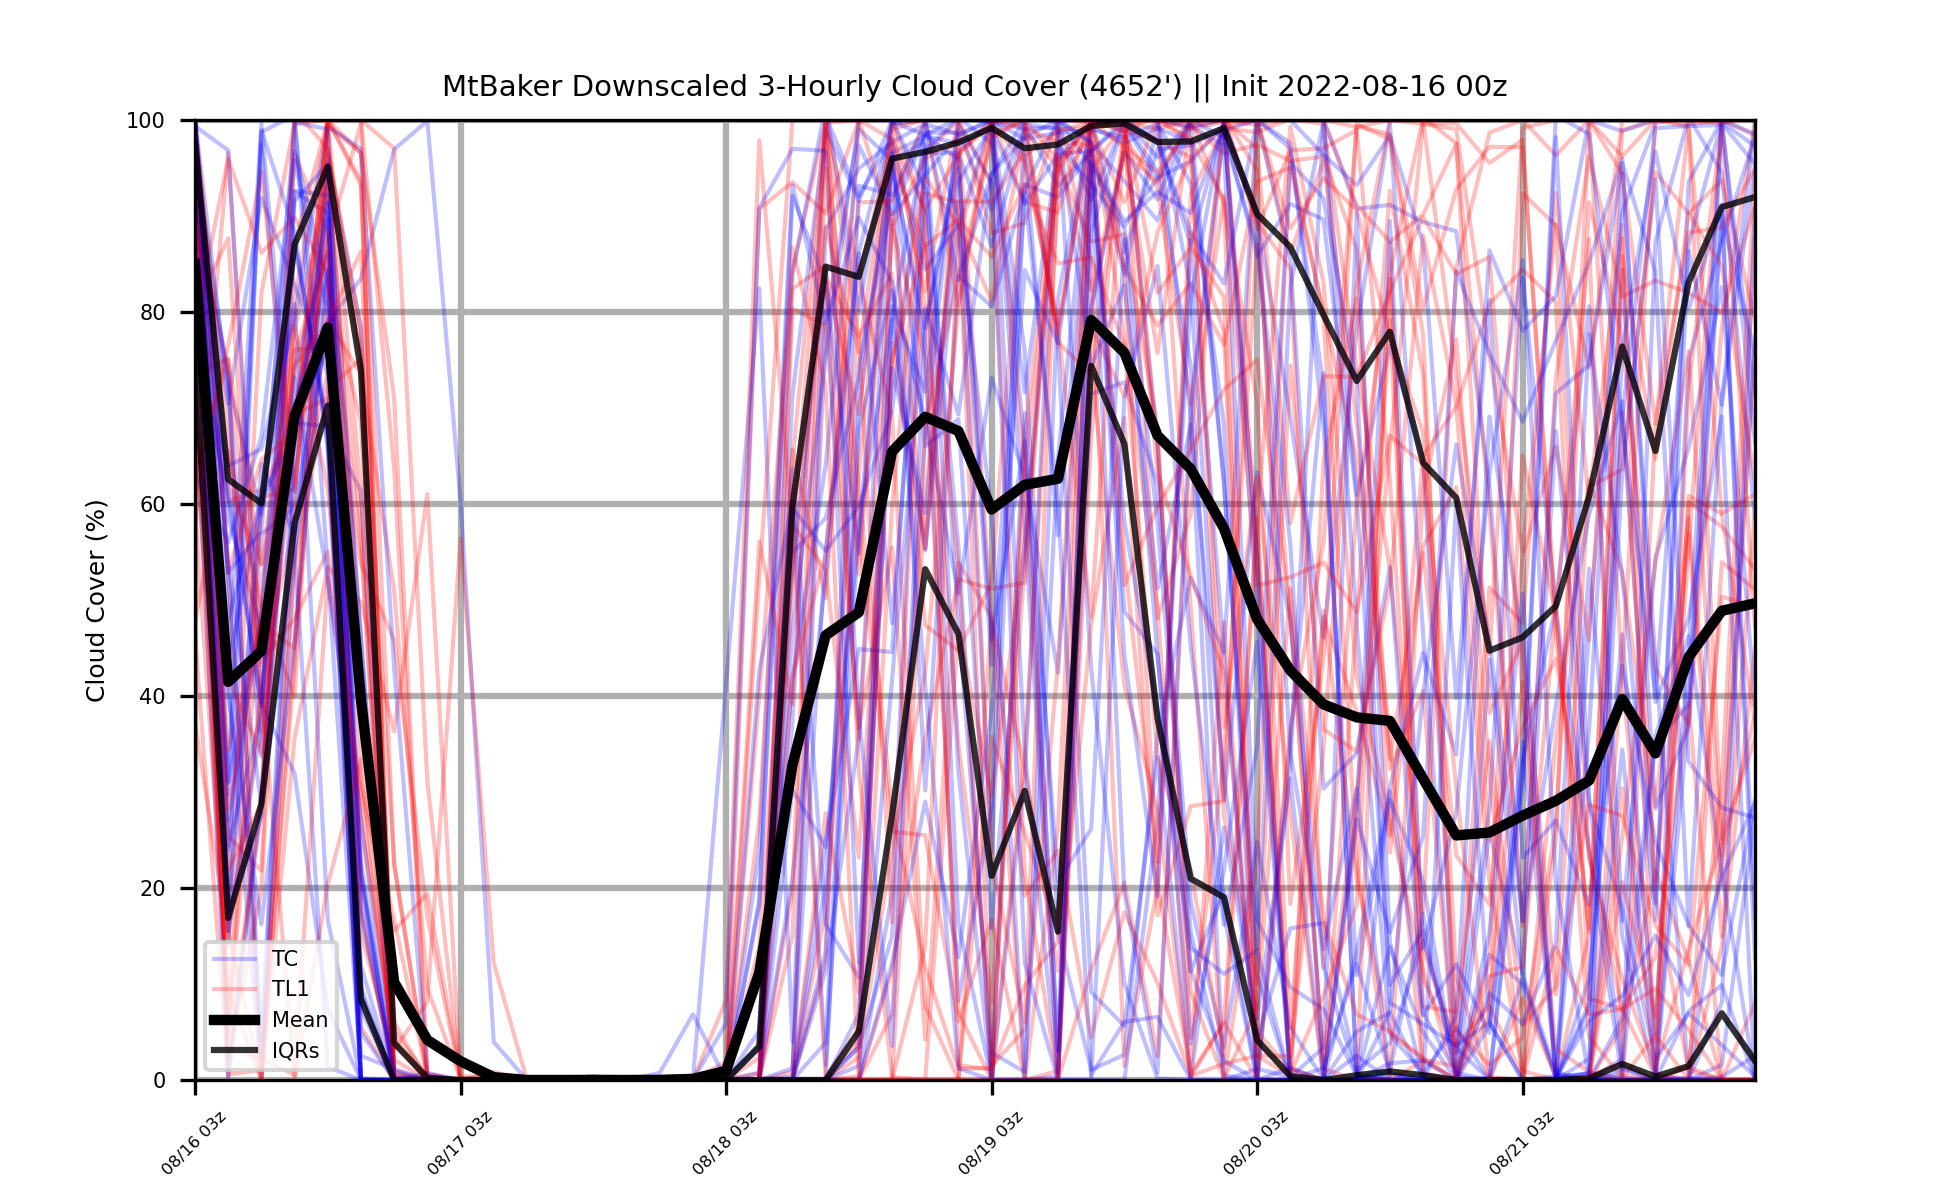 MtBaker Downscaled 3-Hourly Cloud Cover (4652') || Init 2022-08-16 00z
Cloud Cover (%)
100
80
60
40
20
0
TC
TL1
Mean
IQRs
08/16 03z
08/17 03z
08/18 03z
08/19 03z
08/20 03z
08/21 03z